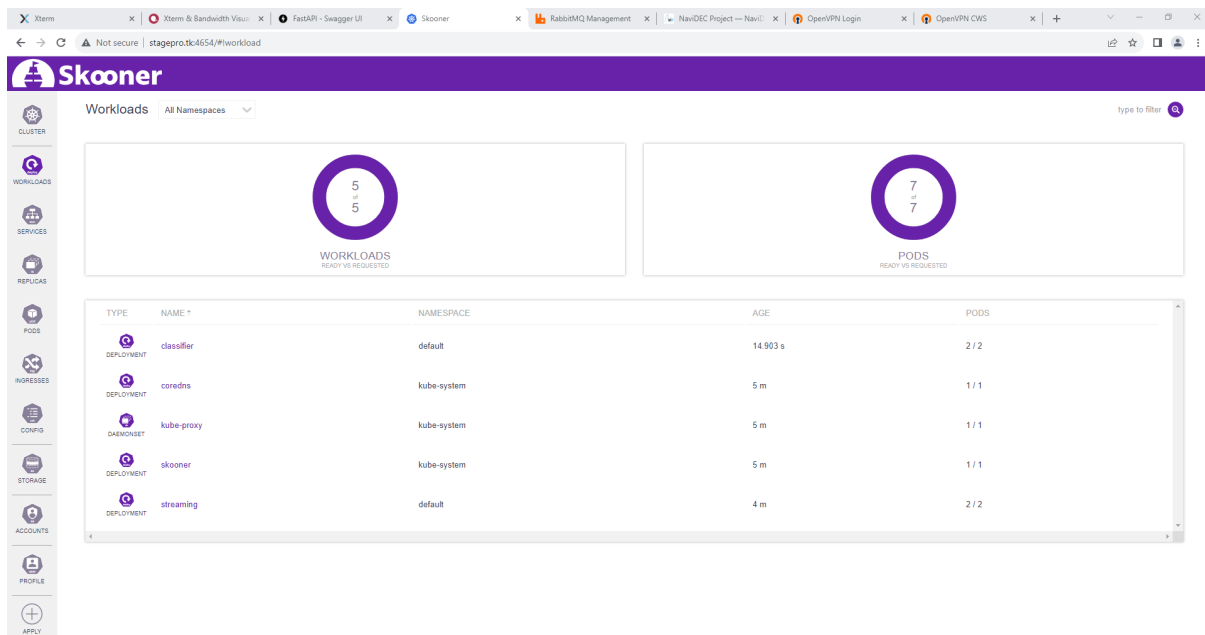 Xterm
Xterm & Bandwidth Visua
FastAPI - Swagger UI
Skooner
RabbitMQ Management
NaviDEC Project — NaviD
OpenVPN Login
OpenVPN CWS
Not secure | stagepro.tk:4654/#!workload
Skooner
CLUSTER
WORKLOADS
SERVICES
REPLICAS
PODS
INGRESSES
CONFIG
STORAGE
ACCOUNTS
PROFILE
APPLY
Workloads All Namespaces type to filter
5
of
5
WORKLOADS
READY VS REQUESTED
7
of
7
PODS
READY VS REQUESTED
TYPE NAME NAMESPACE AGE PODS
DEPLOYMENT classifier default 14.903 s 2 / 2
DEPLOYMENT coredns kube-system 5 m 1 / 1
DAEMONSET kube-proxy kube-system 5 m 1 / 1
DEPLOYMENT skooner kube-system 5 m 1 / 1
DEPLOYMENT streaming default 4 m 2 / 2